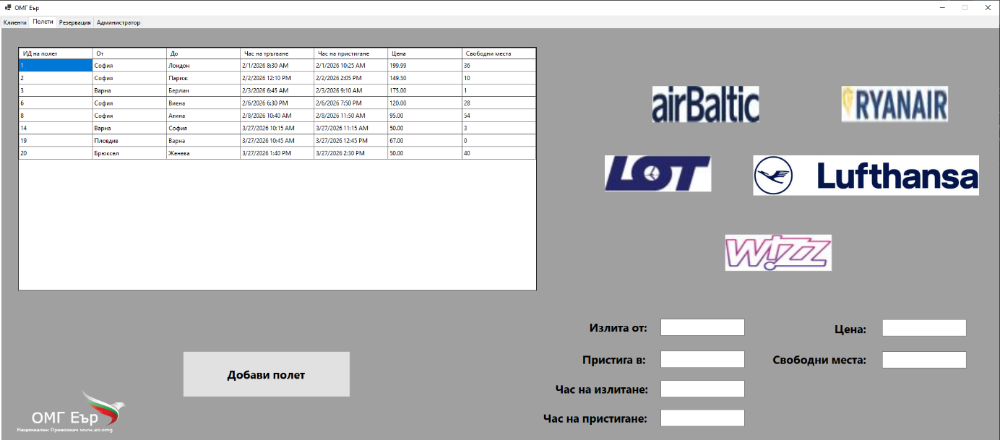 ОМГ Еър
Клиенти Полети Резервация Администратор
ИД на полет От До Час на тръгване Час на пристигане Цена Свободни места
1 София Лондон 2/1/2026 8:30 AM 2/1/2026 10:25 AM 199.99 36
2 София Париж 2/2/2026 12:10 PM 2/2/2026 2:05 PM 149.50 10
3 Варна Берлин 2/3/2026 6:45 AM 2/3/2026 9:10 AM 175.00 1
6 София Виена 2/6/2026 6:30 PM 2/6/2026 7:50 PM 120.00 28
8 София Атина 2/8/2026 10:40 AM 2/8/2026 11:50 AM 95.00 54
14 Варна София 3/27/2026 10:15 AM 3/27/2026 11:15 AM 50.00 3
19 Пловдив Варна 3/27/2026 10:45 AM 3/27/2026 12:45 PM 67.00 0
20 Брюксел Женева 3/27/2026 1:40 PM 3/27/2026 2:30 PM 50.00 40
airBaltic RYANAIR
LOT Lufthansa
WIZZ
Излита от: Цена:
Пристига в: Свободни места:
Час на излитане:
Час на пристигане:
Добави полет
ОМГ Еър
Национален Превозвач www.air.omg